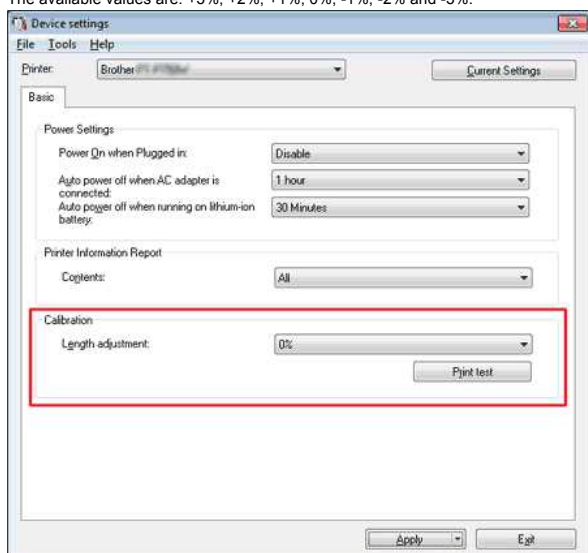 The available values are: +3%, +2%, +1%, 0%, -1%, -2% and -3%.
Device settings
File Tools Help
Printer: Brother Current Settings
Basic
Power Settings
Power On when Plugged in: Disable
Auto power off when AC adapter is connected: 1 hour
Auto power off when running on lithium-ion battery: 30 Minutes
Printer Information Report
Contents: All
Calibration
Length adjustment: 0%
Print test
Apply Exit